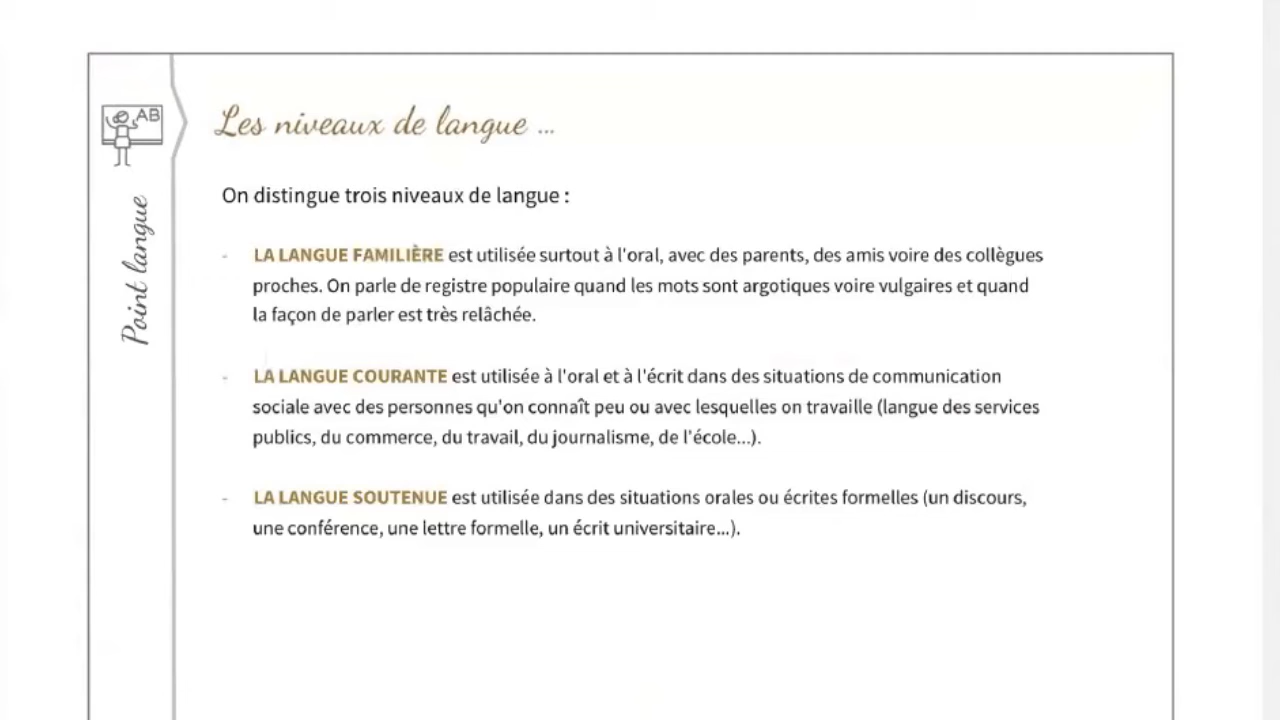 AB
Point langue
Les niveaux de langue ...
On distingue trois niveaux de langue :
- LA LANGUE FAMILIÈRE est utilisée surtout à l'oral, avec des parents, des amis voire des collègues
proches. On parle de registre populaire quand les mots sont argotiques voire vulgaires et quand
la façon de parler est très relâchée.
- LA LANGUE COURANTE est utilisée à l'oral et à l'écrit dans des situations de communication
sociale avec des personnes qu'on connaît peu ou avec lesquelles on travaille (langue des services
publics, du commerce, du travail, du journalisme, de l'école...).
- LA LANGUE SOUTENUE est utilisée dans des situations orales ou écrites formelles (un discours,
une conférence, une lettre formelle, un écrit universitaire...).